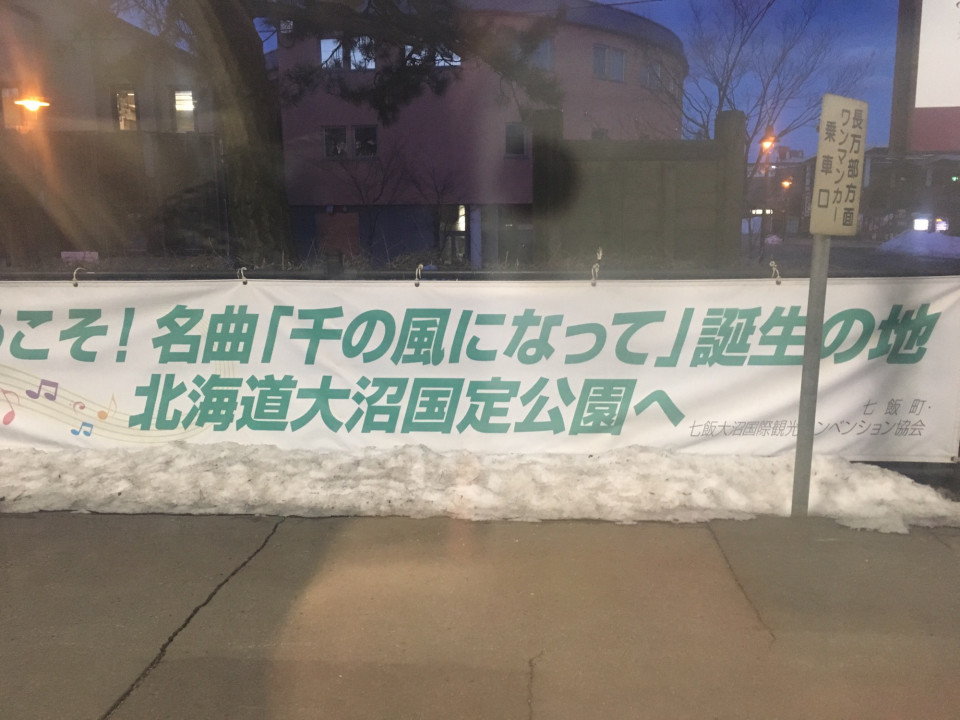 こそ!名曲「千の風になって」誕生の地
北海道大沼国定公園へ
七飯町・
七飯大沼国際観光コンベンション協会
長万部方面
ワンマンカー
乗車口